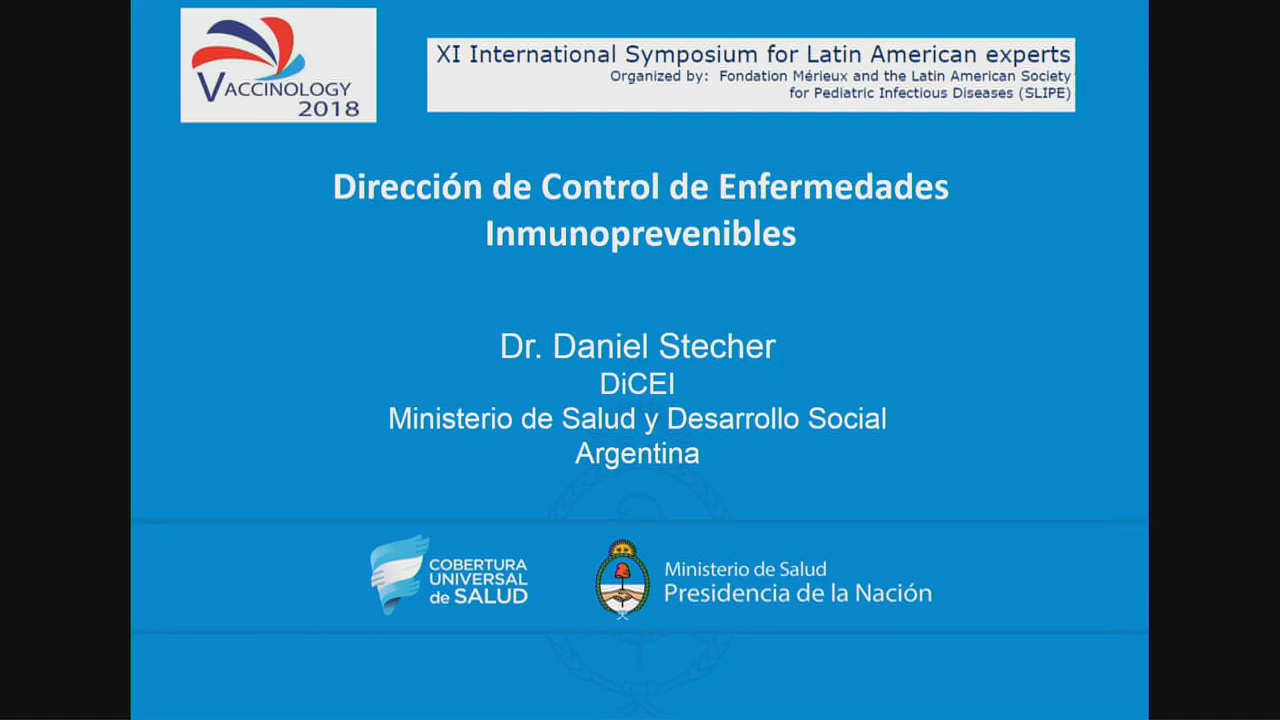 VACCINOLOGY
2018
XI International Symposium for Latin American experts
Organized by: Fondation Mérieux and the Latin American Society
for Pediatric Infectious Diseases (SLIPE)
Dirección de Control de Enfermedades
Inmunoprevenibles
Dr. Daniel Stecher
DiCEI
Ministerio de Salud y Desarrollo Social
Argentina
COBERTURA
UNIVERSAL
de SALUD
Ministerio de Salud
Presidencia de la Nación